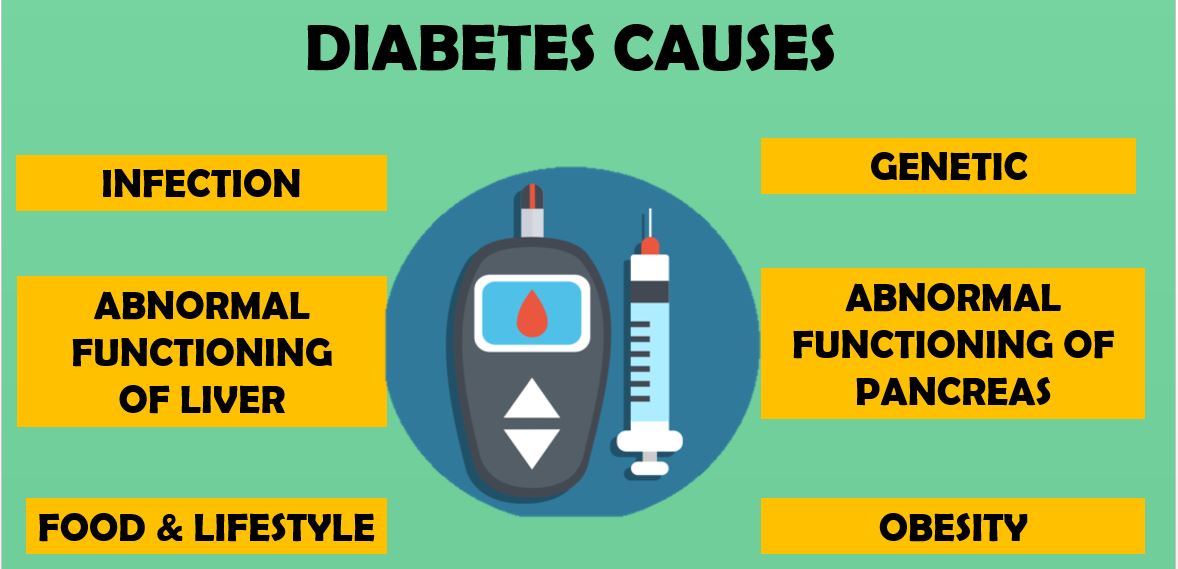 DIABETES CAUSES
INFECTION
GENETIC
ABNORMAL
FUNCTIONING
OF LIVER
ABNORMAL
FUNCTIONING OF
PANCREAS
FOOD & LIFESTYLE
OBESITY